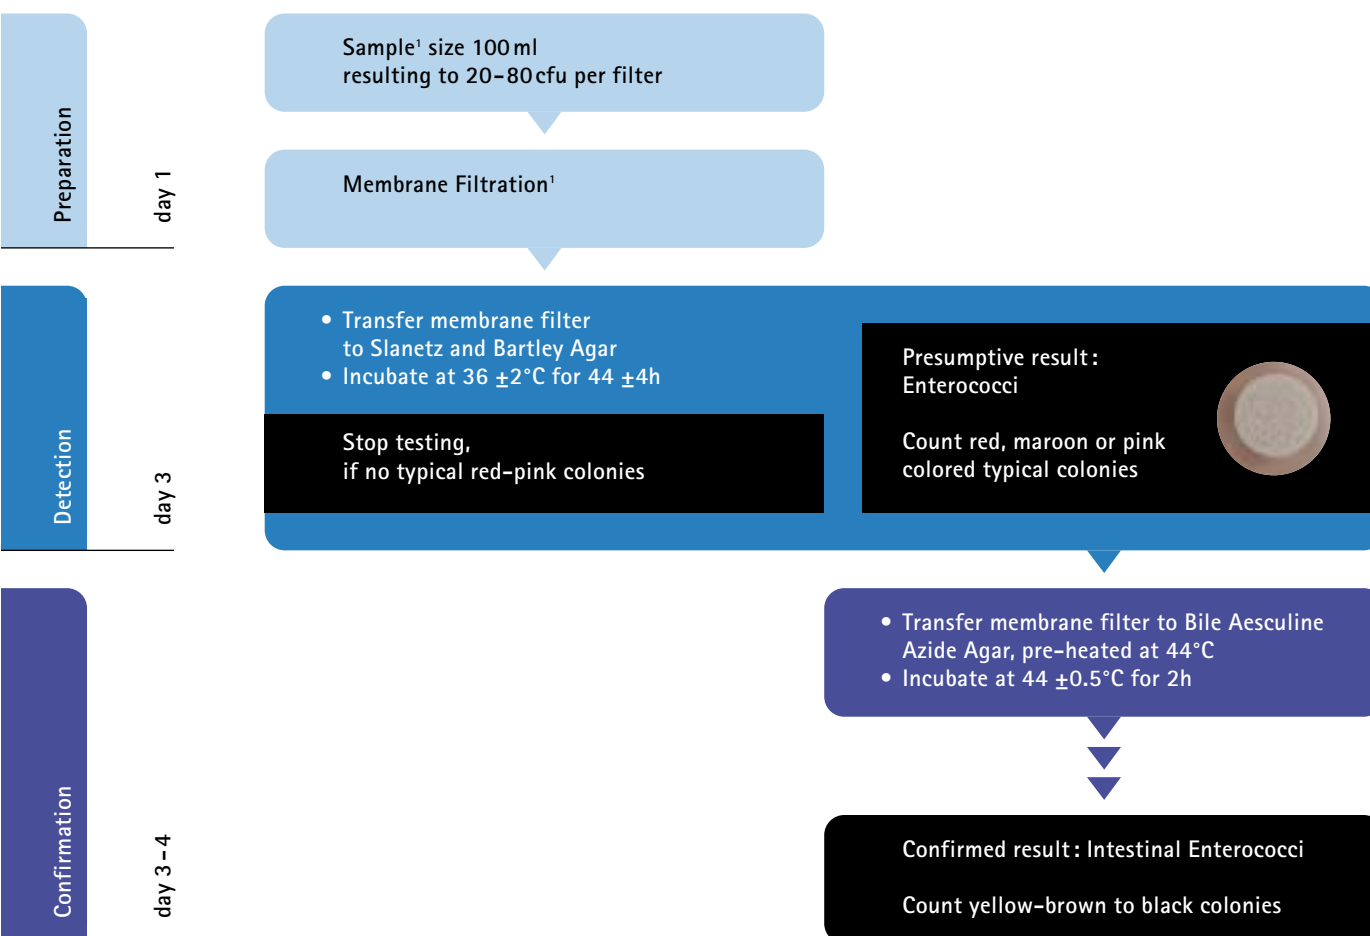 Preparation
day 1
Sample¹ size 100 ml
resulting to 20–80 cfu per filter
Membrane Filtration¹
Detection
day 3
• Transfer membrane filter
to Slanetz and Bartley Agar
• Incubate at 36 ±2°C for 44 ±4h
Stop testing,
if no typical red-pink colonies
Presumptive result:
Enterococci
Count red, maroon or pink
colored typical colonies
Confirmation
day 3–4
• Transfer membrane filter to Bile Aesculine
Azide Agar, pre-heated at 44°C
• Incubate at 44 ±0.5°C for 2h
Confirmed result: Intestinal Enterococci
Count yellow-brown to black colonies